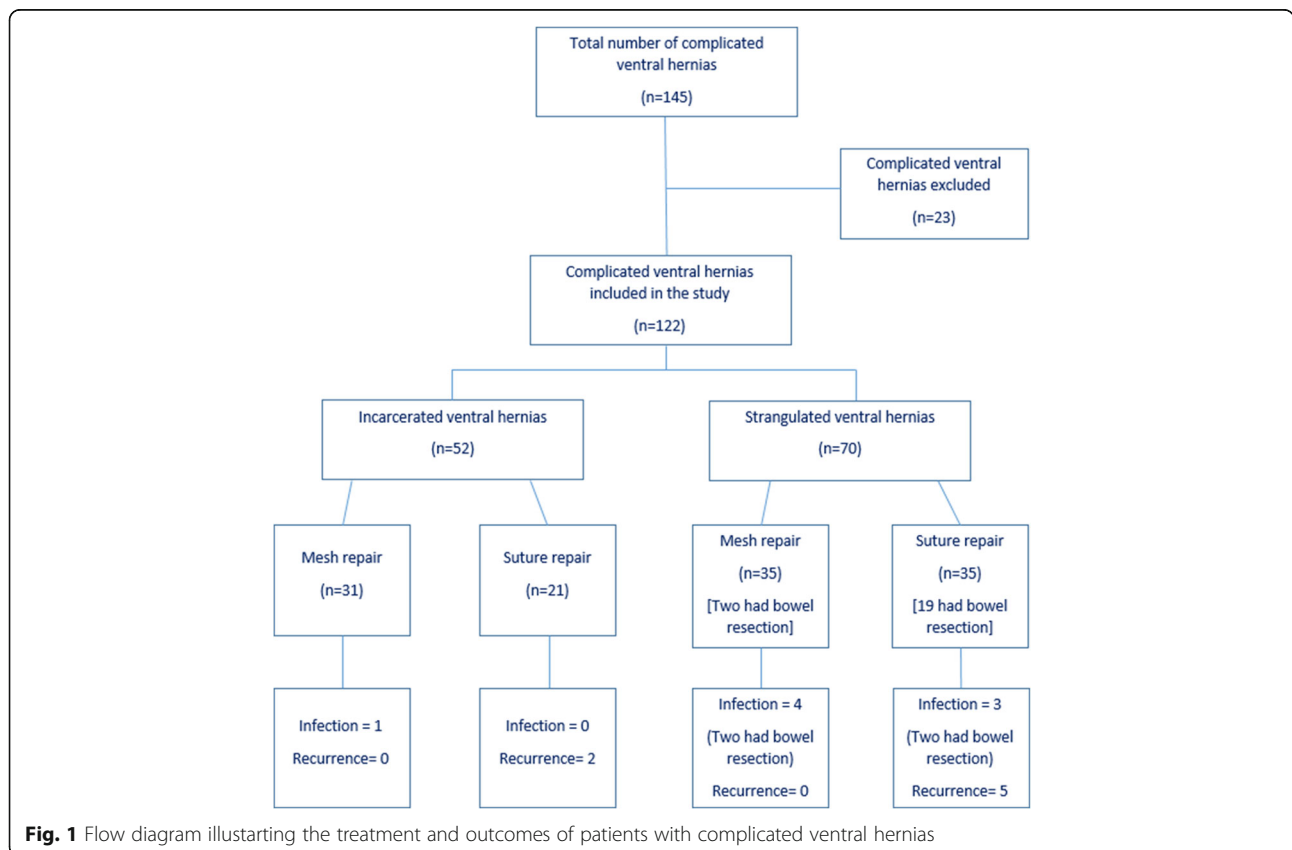 Total number of complicated
ventral hernias
(n=145)
Complicated ventral
hernias excluded
(n=23)
Complicated ventral hernias
included in the study
(n=122)
Incarcerated ventral hernias
(n=52)
Strangulated ventral hernias
(n=70)
Mesh repair
(n=31)
Suture repair
(n=21)
Mesh repair
(n=35)
[Two had bowel
resection]
Suture repair
(n=35)
[19 had bowel
resection]
Infection = 1
Recurrence= 0
Infection = 0
Recurrence= 2
Infection = 4
(Two had bowel
resection)
Recurrence= 0
Infection = 3
(Two had bowel
resection)
Recurrence= 5
Fig. 1 Flow diagram illustarting the treatment and outcomes of patients with complicated ventral hernias